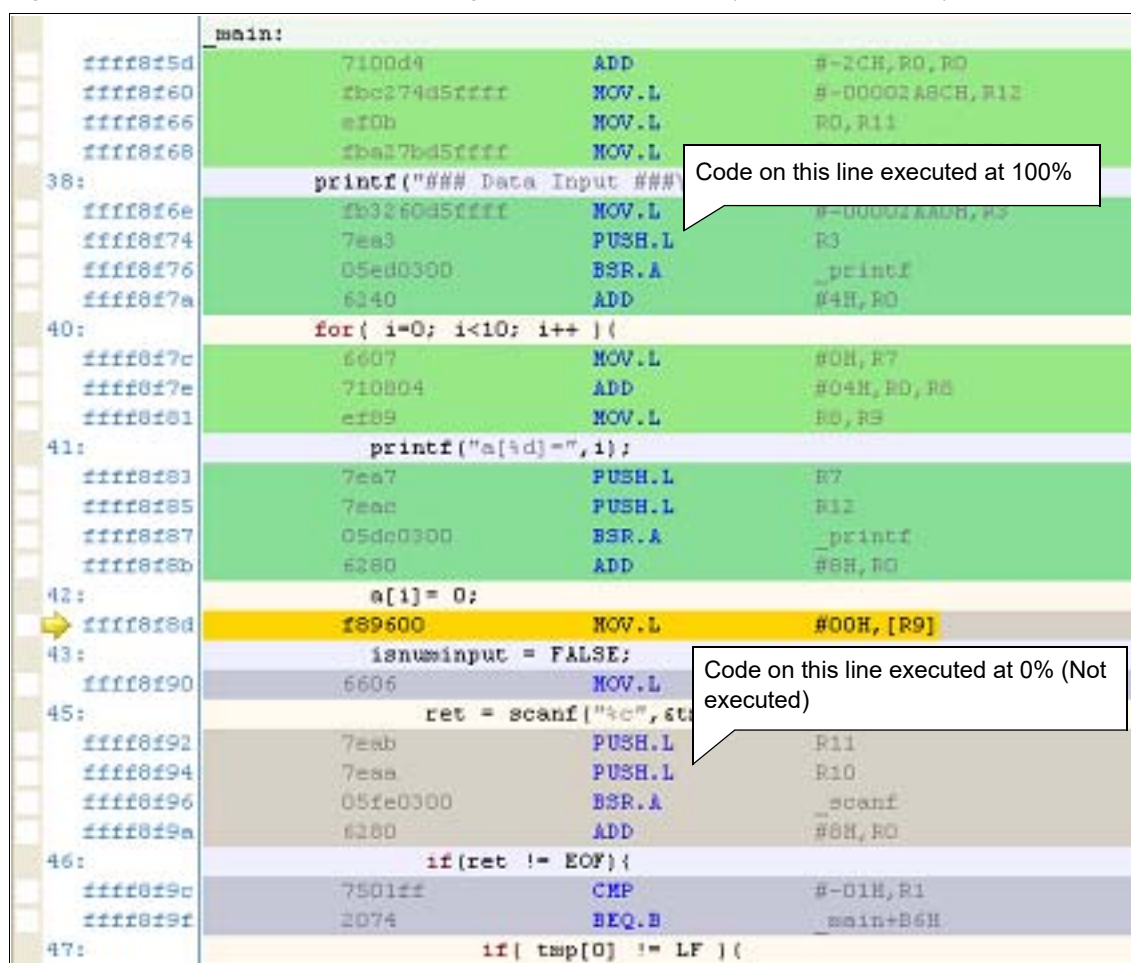 _main:
ffff8f5d 7100d4 ADD #-2CH,R0,R0
ffff8f60 fbc274d5ffff MOV.L #-00002A8CH,R12
ffff8f66 ef0b MOV.L R0,R11
ffff8f68 fba27bd5ffff MOV.L
Code on this line executed at 100%
38: printf("### Data Input ###\
ffff8f6e fb3260d5ffff MOV.L #-00002AA0H,R3
ffff8f74 7ea3 PUSH.L R3
ffff8f76 05ed0300 BSR.A _printf
ffff8f7a 6240 ADD #4H,R0
40: for( i=0; i<10; i++ ){
ffff8f7c 6607 MOV.L #0H,R7
ffff8f7e 710804 ADD #04H,R0,R8
ffff8f81 ef89 MOV.L R8,R9
41: printf("a[%d]=",i);
ffff8f83 7ea7 PUSH.L R7
ffff8f85 7eac PUSH.L R12
ffff8f87 05dc0300 BSR.A _printf
ffff8f8b 6280 ADD #8H,R0
42: a[i]= 0;
ffff8f8d f89600 MOV.L #00H,[R9]
43: isnuminput = FALSE;
Code on this line executed at 0% (Not
executed)
ffff8f90 6606 MOV.L
45: ret = scanf("%c",&t
ffff8f92 7eab PUSH.L R11
ffff8f94 7eaa PUSH.L R10
ffff8f96 05fe0300 BSR.A _scanf
ffff8f9a 6280 ADD #8H,R0
46: if(ret != EOF){
ffff8f9c 7501ff CMP #-01H,R1
ffff8f9f 2074 BEQ.B _main+B6H
47: if( tmp[0] != LF ){